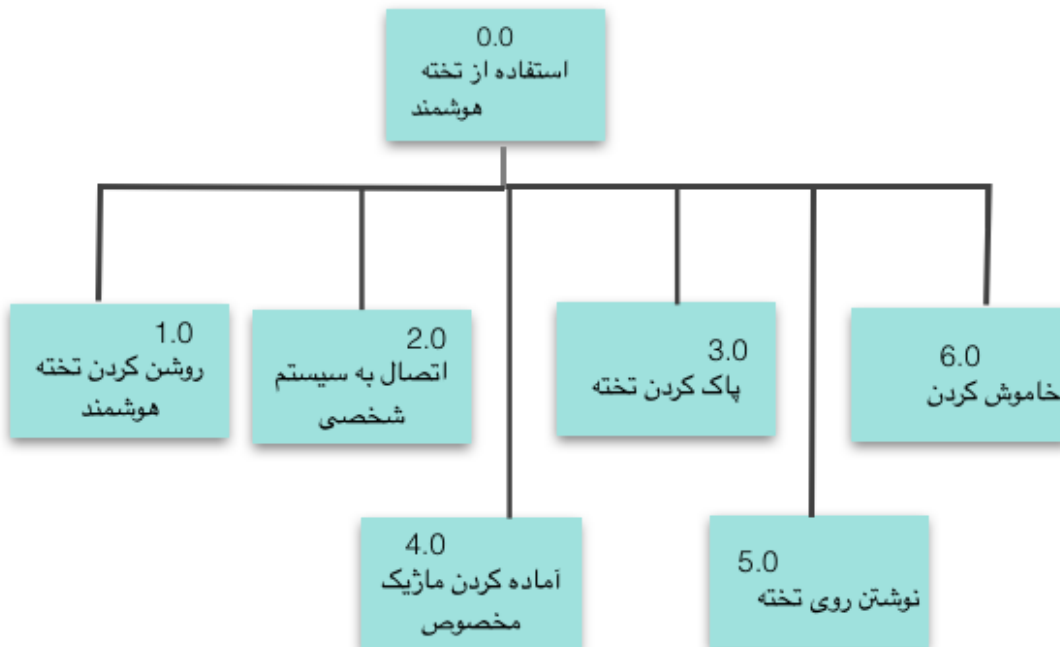 0.0
استفاده از تخته
هوشمند
1.0
روشن کردن تخته
هوشمند
2.0
اتصال به سیستم
شخصی
3.0
پاک کردن تخته
6.0
خاموش کردن
4.0
آماده کردن ماژیک
مخصوص
5.0
نوشتن روی تخته